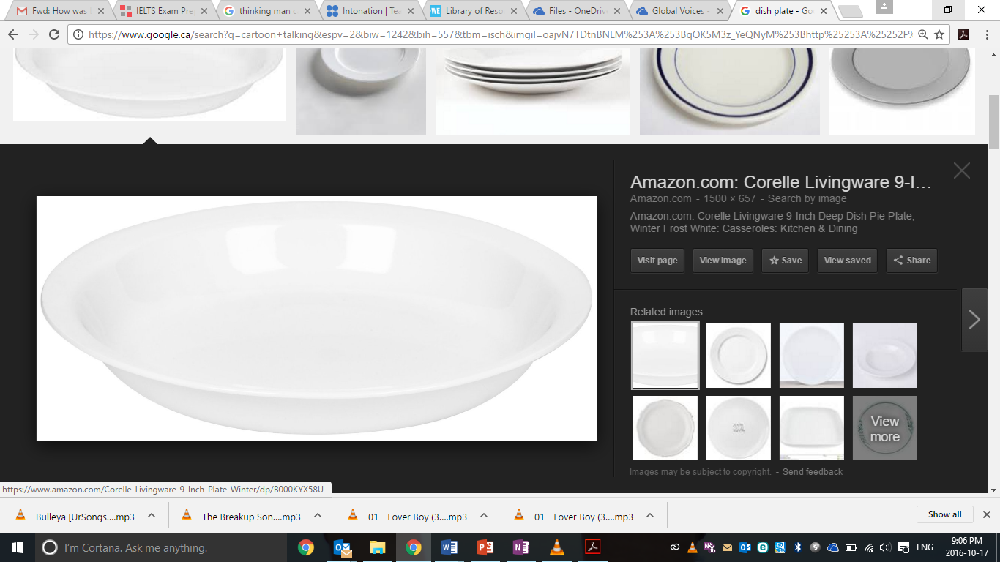 Fwd: How was
IELTS Exam Pre
thinking man c
Intonation | Tea
Library of Reso
Files - OneDriv
Global Voices -
dish plate - Go
https://www.google.ca/search?q=cartoon+talking&espv=2&biw=1242&bih=557&tbm=isch&imgil=oajvN7TDtnBNLM%253A%253BqOK5M3z_YeQNyM%253Bhttp%25253A%25252F%
Amazon.com: Corelle Livingware 9-I...
Amazon.com - 1500 × 657 - Search by image
Amazon.com: Corelle Livingware 9-Inch Deep Dish Pie Plate,
Winter Frost White: Casseroles: Kitchen & Dining
Visit page
View image
Save
View saved
Share
Related images:
View
more
Images may be subject to copyright. - Send feedback
https://www.amazon.com/Corelle-Livingware-9-Inch-Plate-Winter/dp/B000KYX58U
Bulleya [UrSongs....mp3
The Breakup Son....mp3
01 - Lover Boy (3....mp3
01 - Lover Boy (3....mp3
Show all
I'm Cortana. Ask me anything.
ENG
9:06 PM
2016-10-17